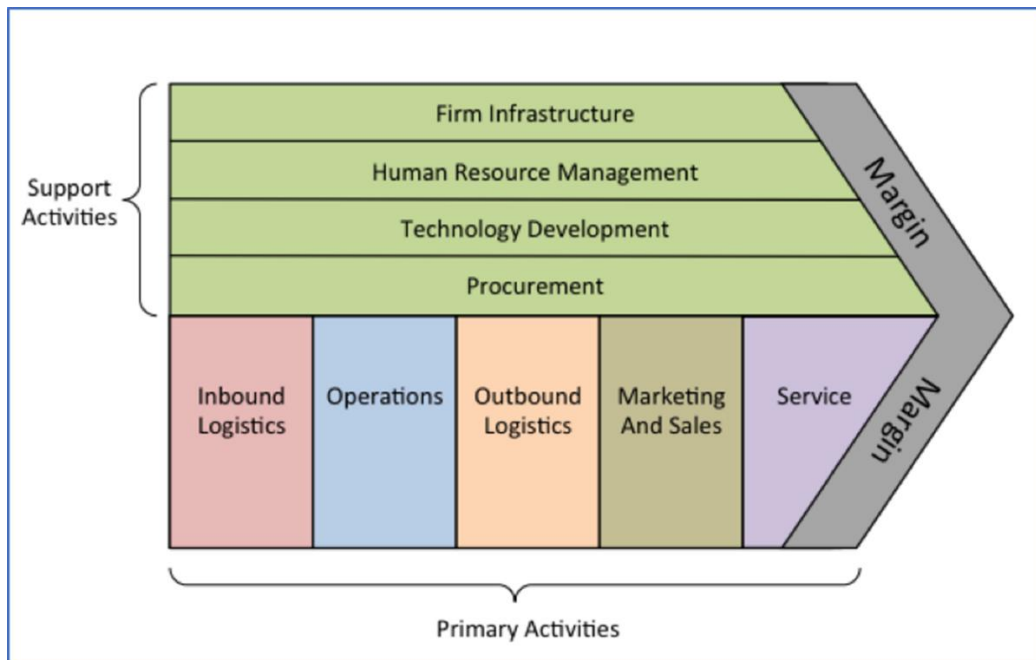 Firm Infrastructure
Human Resource Management
Technology Development
Procurement
Support
Activities
Margin
Inbound
Logistics
Operations
Outbound
Logistics
Marketing
And Sales
Service
Margin
Primary Activities